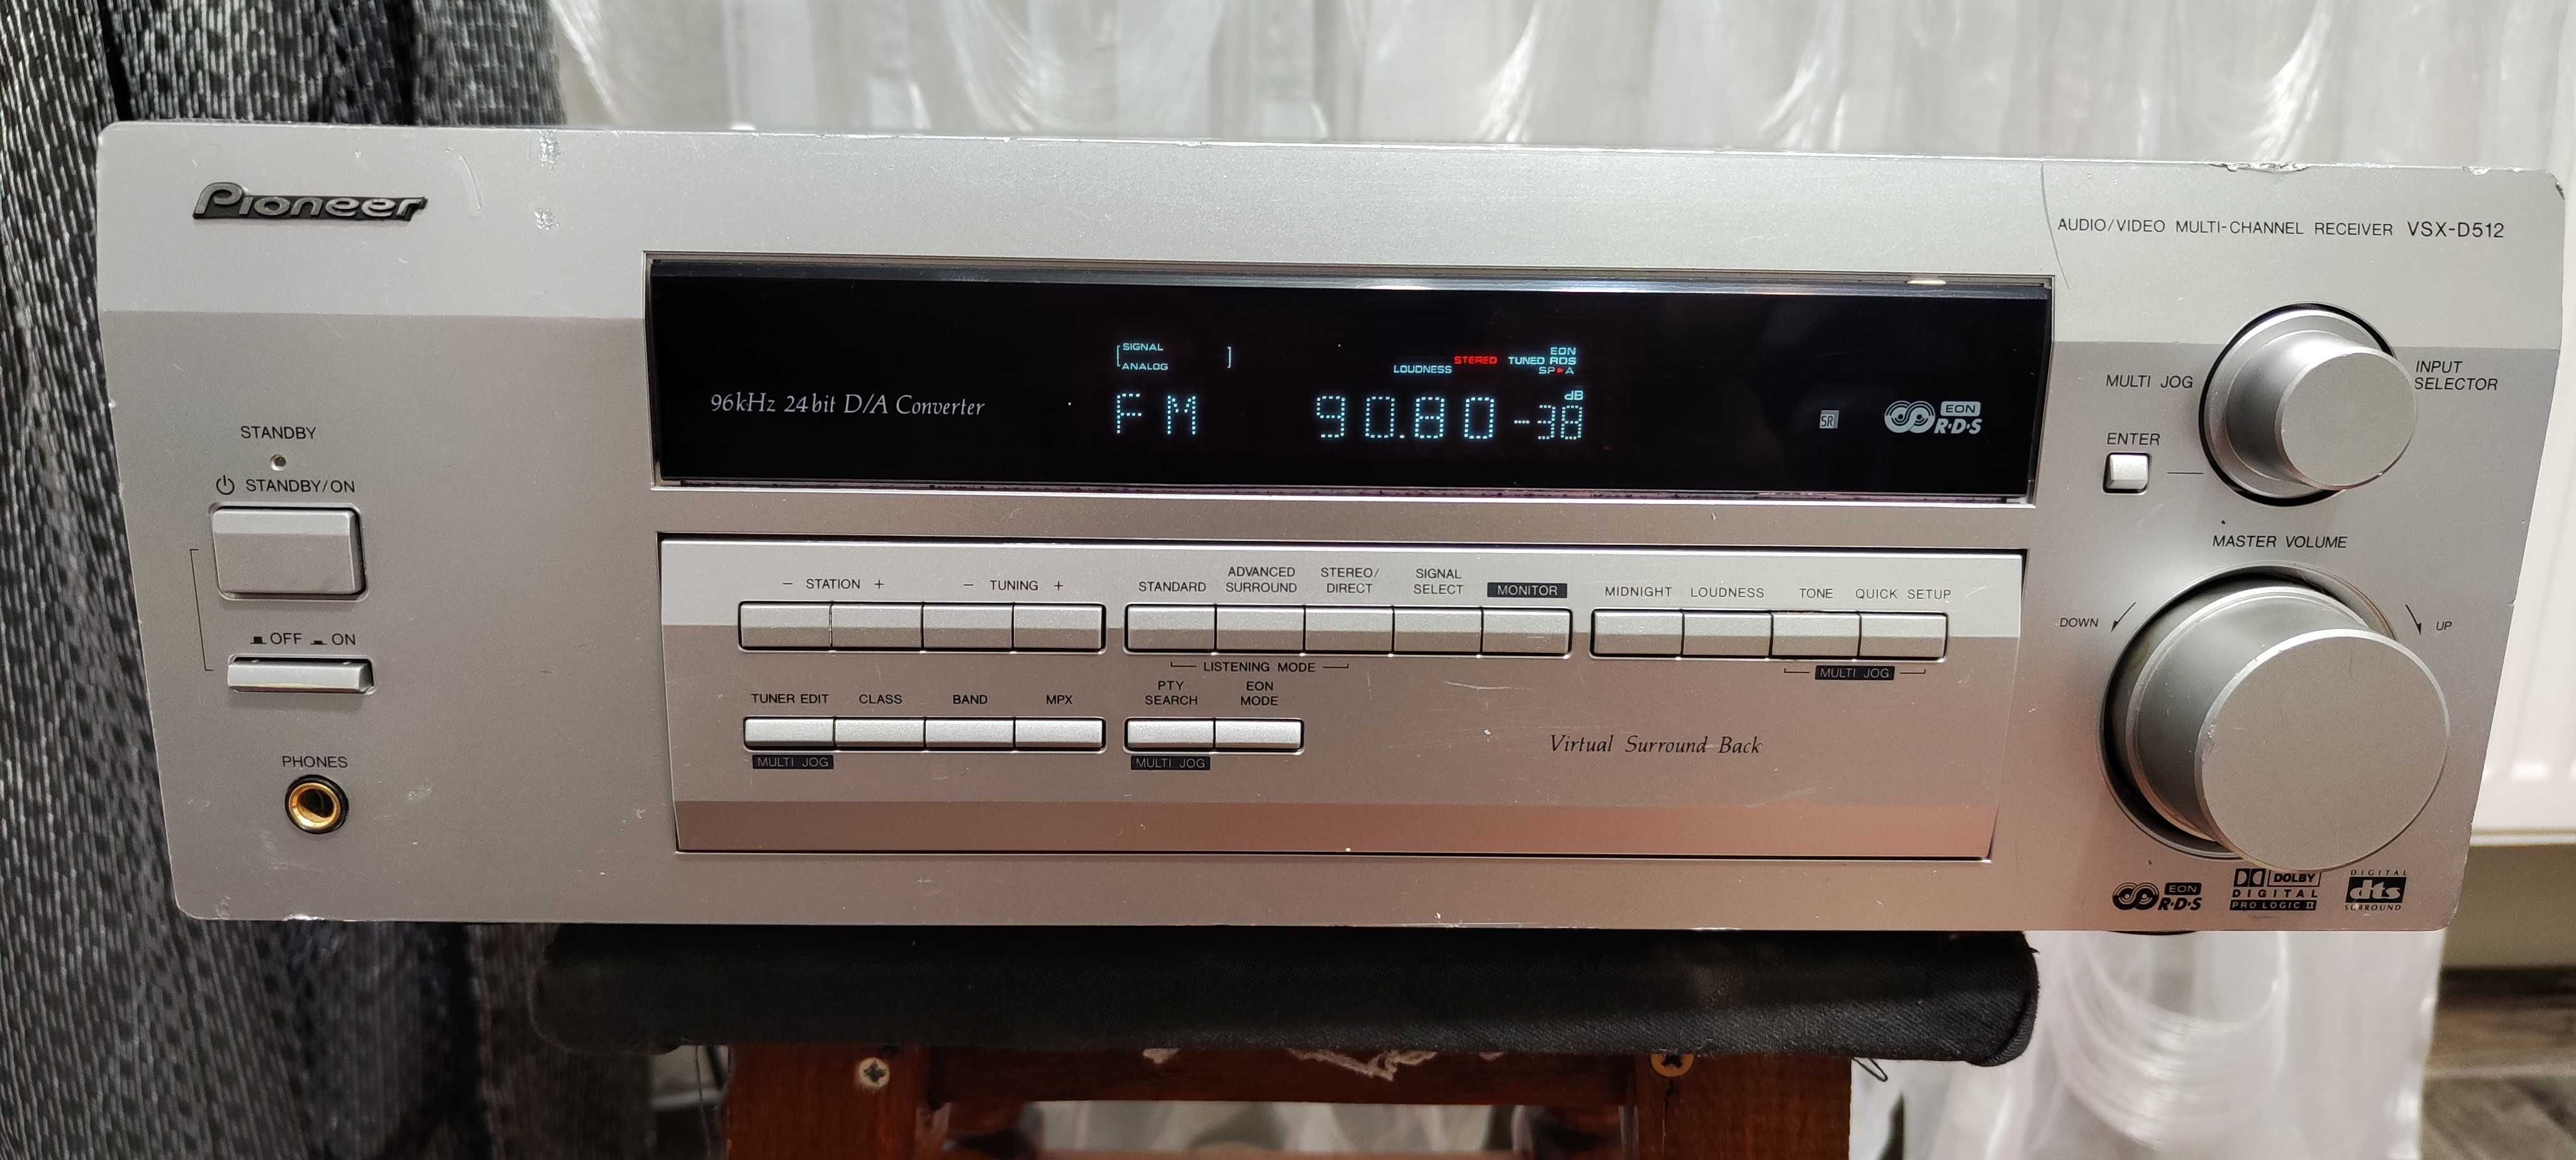 Pioneer
AUDIO/VIDEO MULTI-CHANNEL RECEIVER VSX-D512
SIGNAL
ANALOG
LOUDNESS
STEREO
EON
TUNED RDS
SP►A
dB
FM 90.80 -38
96kHz 24bit D/A Converter
SR
EON
R·D·S
MULTI JOG
INPUT
SELECTOR
ENTER
STANDBY
STANDBY/ON
OFF ON
PHONES
MASTER VOLUME
DOWN
UP
– STATION +
– TUNING +
STANDARD
ADVANCED
SURROUND
STEREO/
DIRECT
SIGNAL
SELECT
MONITOR
MIDNIGHT
LOUDNESS
TONE
QUICK SETUP
LISTENING MODE
MULTI JOG
TUNER EDIT
CLASS
BAND
MPX
PTY
SEARCH
EON
MODE
MULTI JOG
MULTI JOG
Virtual Surround Back
EON
R·D·S
DOLBY
DIGITAL
PRO LOGIC II
DIGITAL
dts
SURROUND